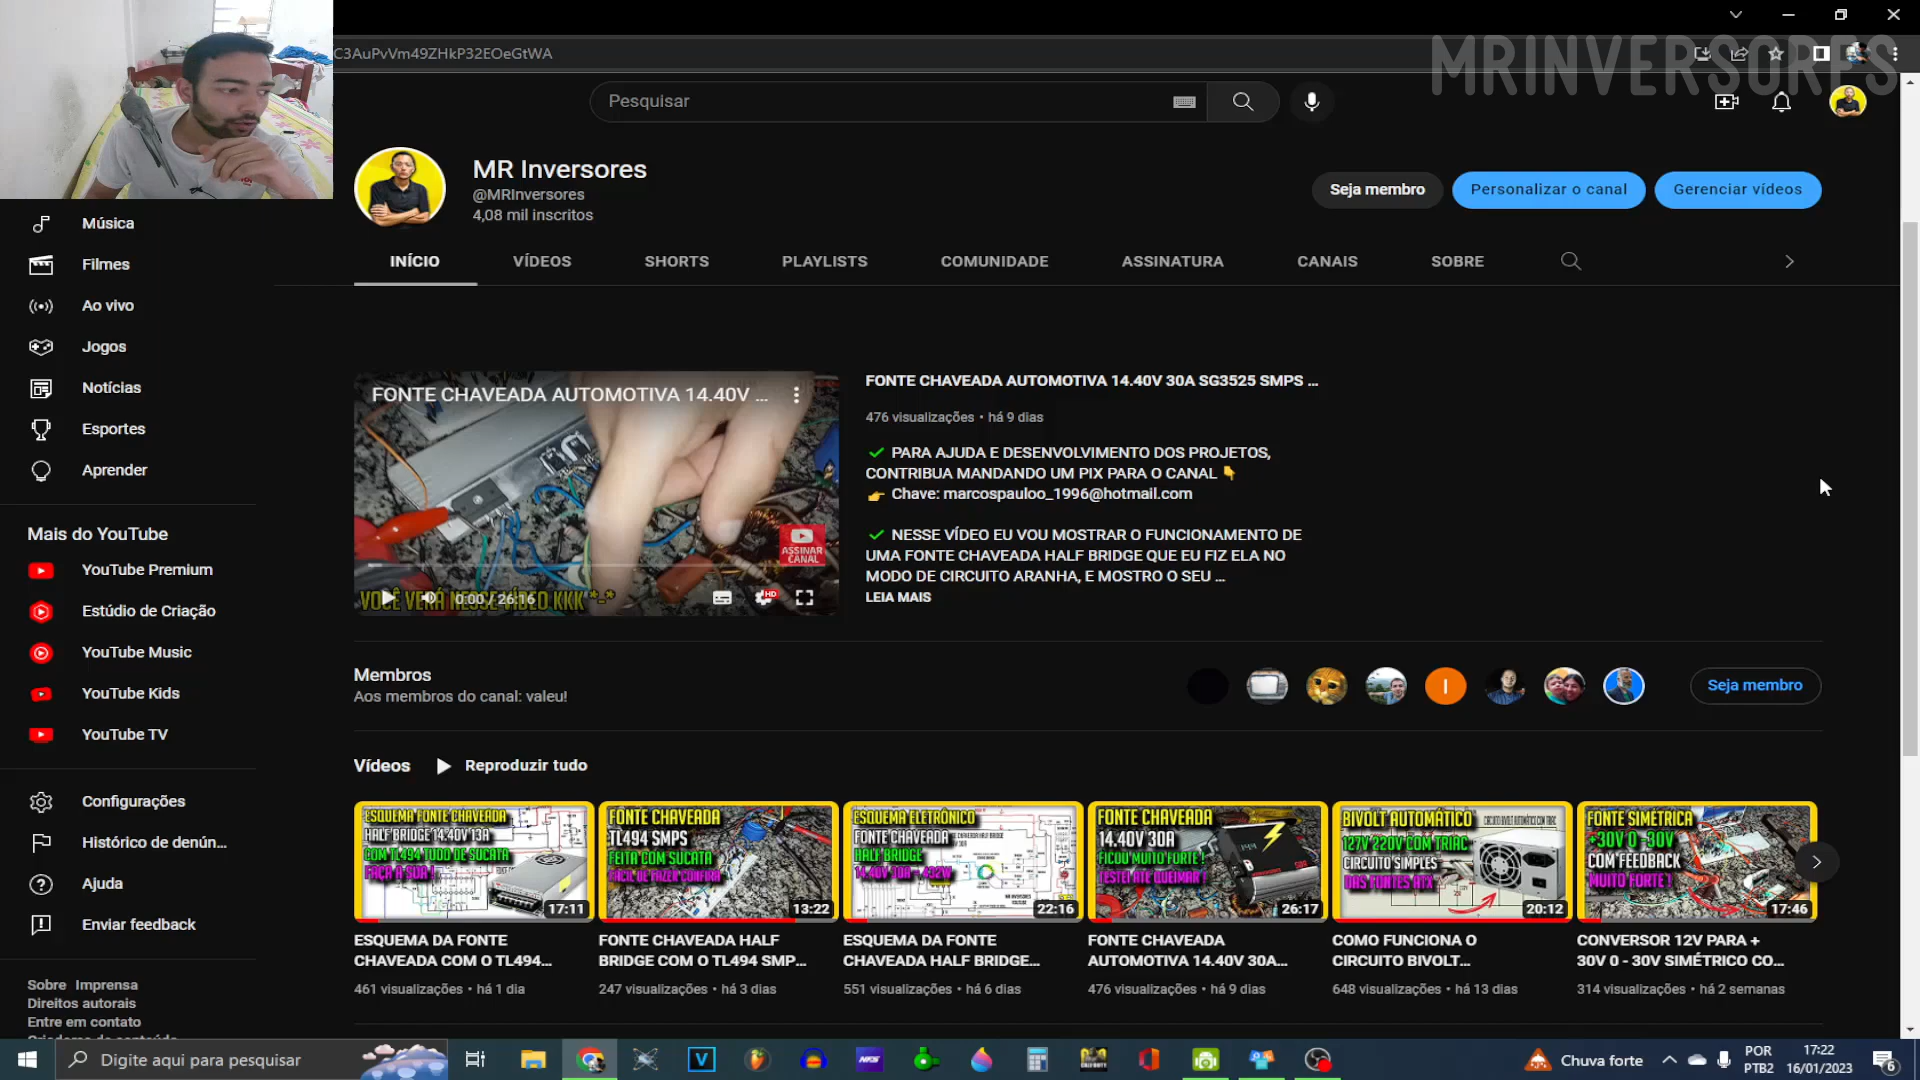 C3AuPvVm49ZHkP32EOeGtWA
MRINVERSORES
Pesquisar
MR Inversores
@MRInversores
4,08 mil inscritos
Seja membro
Personalizar o canal
Gerenciar vídeos
INÍCIO
VÍDEOS
SHORTS
PLAYLISTS
COMUNIDADE
ASSINATURA
CANAIS
SOBRE
Música
Filmes
Ao vivo
Jogos
Notícias
Esportes
Aprender
Mais do YouTube
YouTube Premium
Estúdio de Criação
YouTube Music
YouTube Kids
YouTube TV
Configurações
Histórico de denún...
Ajuda
Enviar feedback
Sobre Imprensa
Direitos autorais
Entre em contato
FONTE CHAVEADA AUTOMOTIVA 14.40V ...
ASSINAR
CANAL
VOCÊ VERÁ NESSE VÍDEO KKK *-*
0:00 / 26:16
HD
FONTE CHAVEADA AUTOMOTIVA 14.40V 30A SG3525 SMPS ...
476 visualizações • há 9 dias
PARA AJUDA E DESENVOLVIMENTO DOS PROJETOS,
CONTRIBUA MANDANDO UM PIX PARA O CANAL
Chave: marcospauloo_1996@hotmail.com
NESSE VÍDEO EU VOU MOSTRAR O FUNCIONAMENTO DE
UMA FONTE CHAVEADA HALF BRIDGE QUE EU FIZ ELA NO
MODO DE CIRCUITO ARANHA, E MOSTRO O SEU ...
LEIA MAIS
Membros
Aos membros do canal: valeu!
I
Seja membro
Vídeos
Reproduzir tudo
ESQUEMA FONTE CHAVEADA
HALF BRIDGE 14.40V 13A
COM TL494 TUDO DE SUCATA
FAÇA A SUA !
17:11
ESQUEMA DA FONTE
CHAVEADA COM O TL494...
461 visualizações • há 1 dia
FONTE CHAVEADA
TL494 SMPS
FEITA COM SUCATA
FÁCIL DE FAZER CONFIRA
13:22
FONTE CHAVEADA HALF
BRIDGE COM O TL494 SMP...
247 visualizações • há 3 dias
ESQUEMA ELETRÔNICO
FONTE CHAVEADA
HALF BRIDGE
22:16
ESQUEMA DA FONTE
CHAVEADA HALF BRIDGE...
551 visualizações • há 6 dias
FONTE CHAVEADA
14.40V 30A
FICOU MUITO FORTE !
TESTEI ATÉ QUEIMAR !
26:17
FONTE CHAVEADA
AUTOMOTIVA 14.40V 30A...
476 visualizações • há 9 dias
BIVOLT AUTOMÁTICO
127V 220V COM TRIAC
CIRCUITO SIMPLES
DAS FONTES ATX
20:12
COMO FUNCIONA O
CIRCUITO BIVOLT...
648 visualizações • há 13 dias
FONTE SIMÉTRICA
+30V 0 -30V
COM FEEDBACK
MUITO FORTE !
17:46
CONVERSOR 12V PARA +
30V 0 - 30V SIMÉTRICO CO...
314 visualizações • há 2 semanas
Digite aqui para pesquisar
Chuva forte
POR
PTB2
17:22
16/01/2023
6